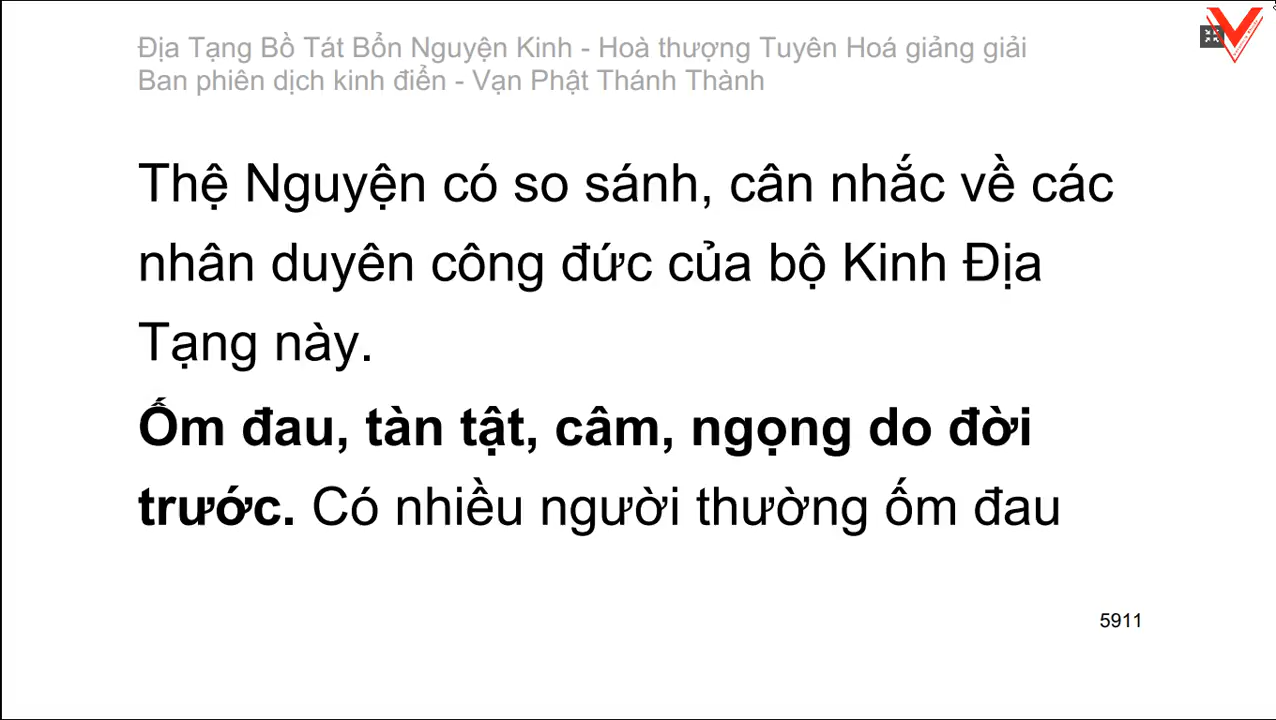 Địa Tạng Bồ Tát Bổn Nguyện Kinh - Hoà thượng Tuyên Hoá giảng giải
Ban phiên dịch kinh điển - Vạn Phật Thánh Thành
Thệ Nguyện có so sánh, cân nhắc về các
nhân duyên công đức của bộ Kinh Địa
Tạng này.
Ốm đau, tàn tật, câm, ngọng do đời
trước. Có nhiều người thường ốm đau
5911